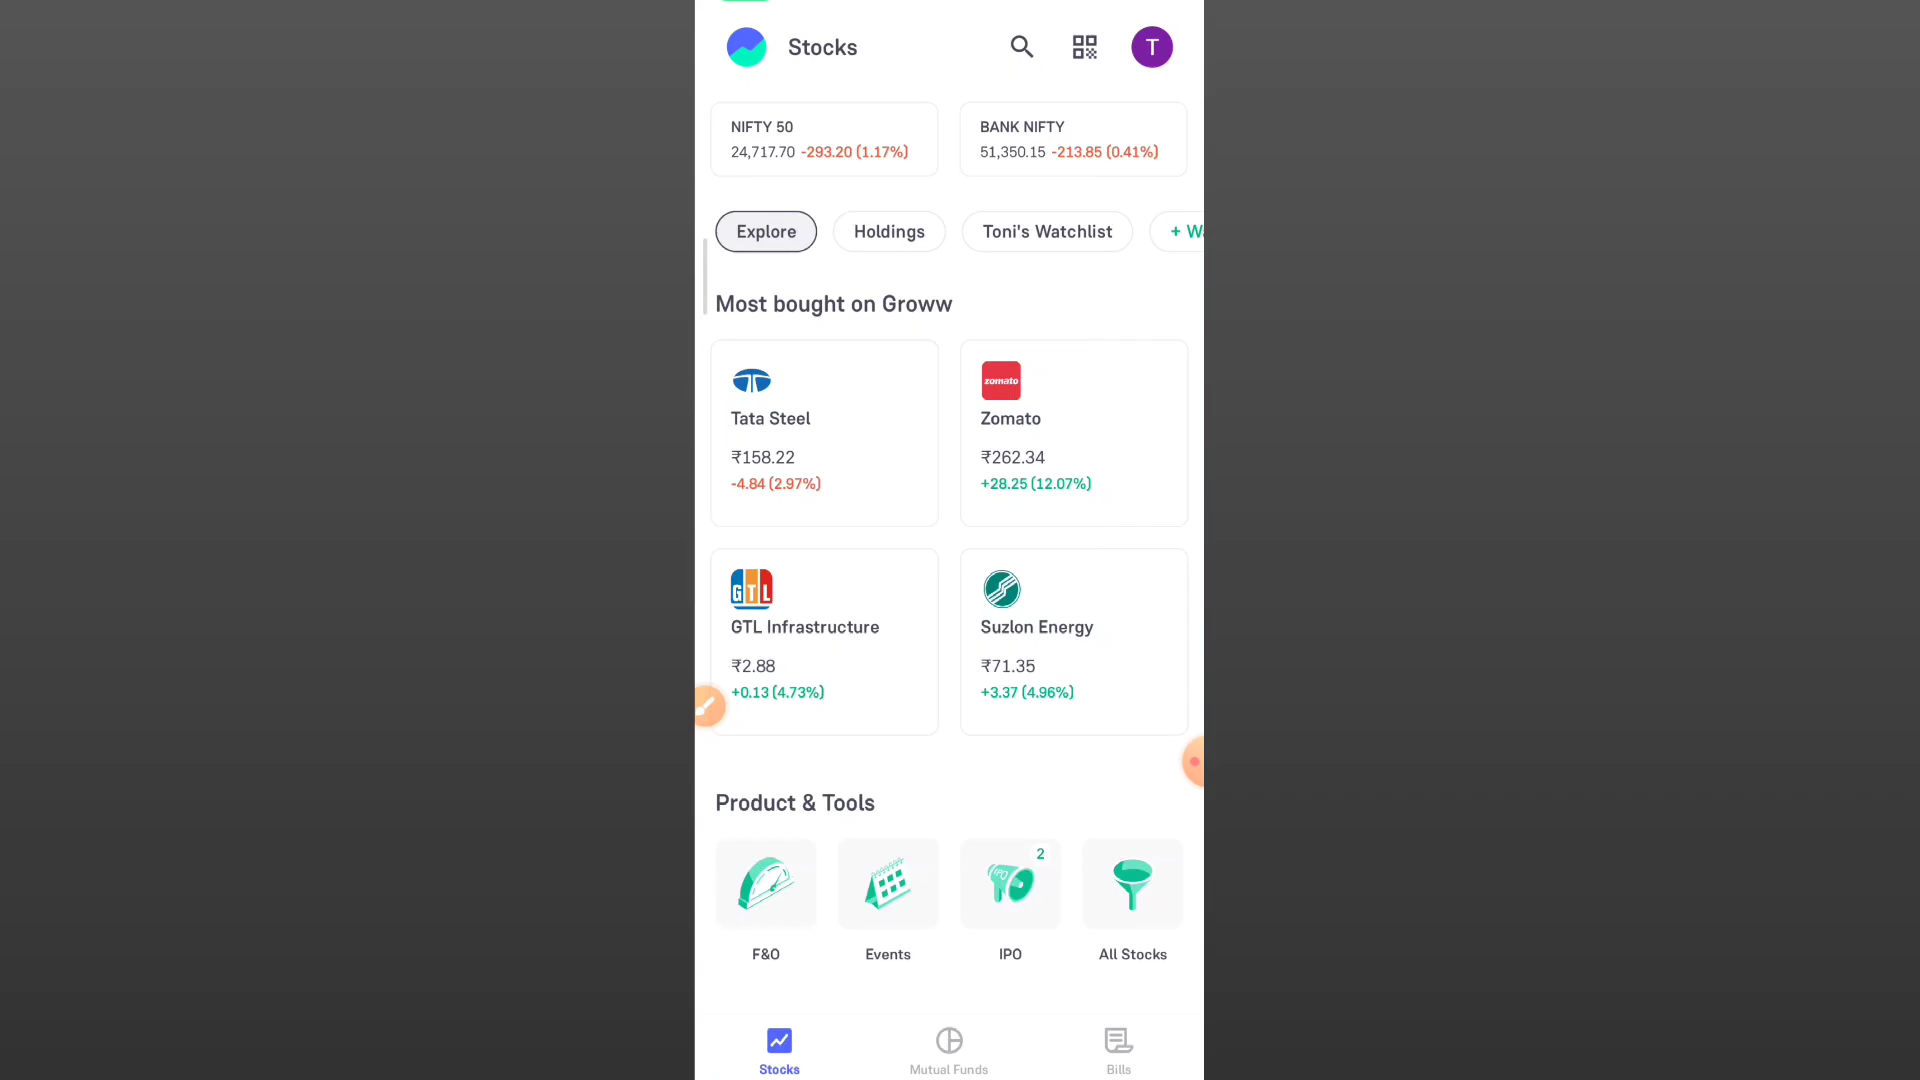 Stocks
T
NIFTY 50
24,717.70 -293.20 (1.17%)
BANK NIFTY
51,350.15 -213.85 (0.41%)
Explore
Holdings
Toni's Watchlist
+ W
Most bought on Groww
Tata Steel
₹158.22
-4.84 (2.97%)
zomato
Zomato
₹262.34
+28.25 (12.07%)
GTL
GTL Infrastructure
₹2.88
+0.13 (4.73%)
Suzlon Energy
₹71.35
+3.37 (4.96%)
Product & Tools
F&O
Events
IPO
2
IPO
All Stocks
Stocks
Mutual Funds
Bills